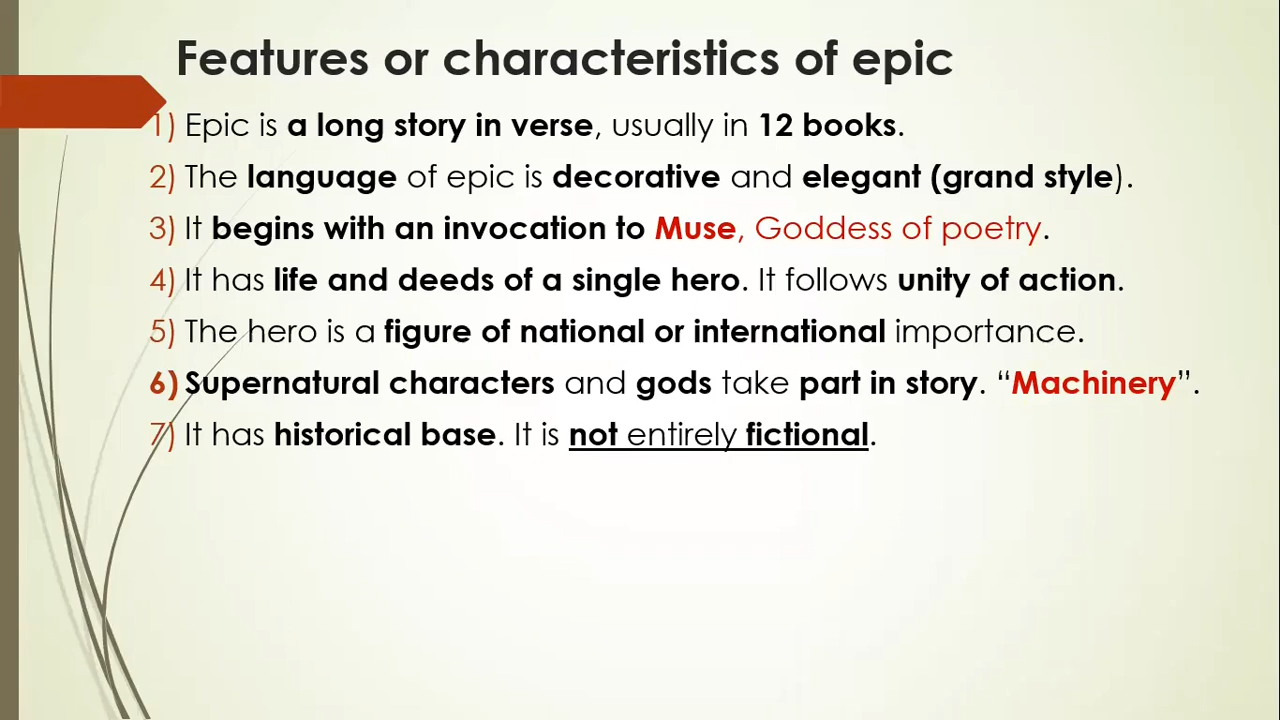 Features or characteristics of epic
1) Epic is a long story in verse, usually in 12 books.
2) The language of epic is decorative and elegant (grand style).
3) It begins with an invocation to Muse, Goddess of poetry.
4) It has life and deeds of a single hero. It follows unity of action.
5) The hero is a figure of national or international importance.
6) Supernatural characters and gods take part in story. “Machinery”.
7) It has historical base. It is not entirely fictional.